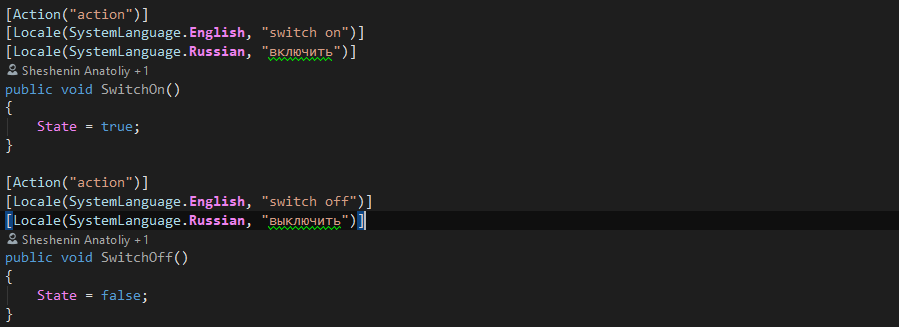 [Action("action")]
[Locale(SystemLanguage.English, "switch on")]
[Locale(SystemLanguage.Russian, "включить")]
Sheshenin Anatoliy +1
public void SwitchOn()
{
State = true;
}
[Action("action")]
[Locale(SystemLanguage.English, "switch off")]
[Locale(SystemLanguage.Russian, "выключить")]
Sheshenin Anatoliy +1
public void SwitchOff()
{
State = false;
}